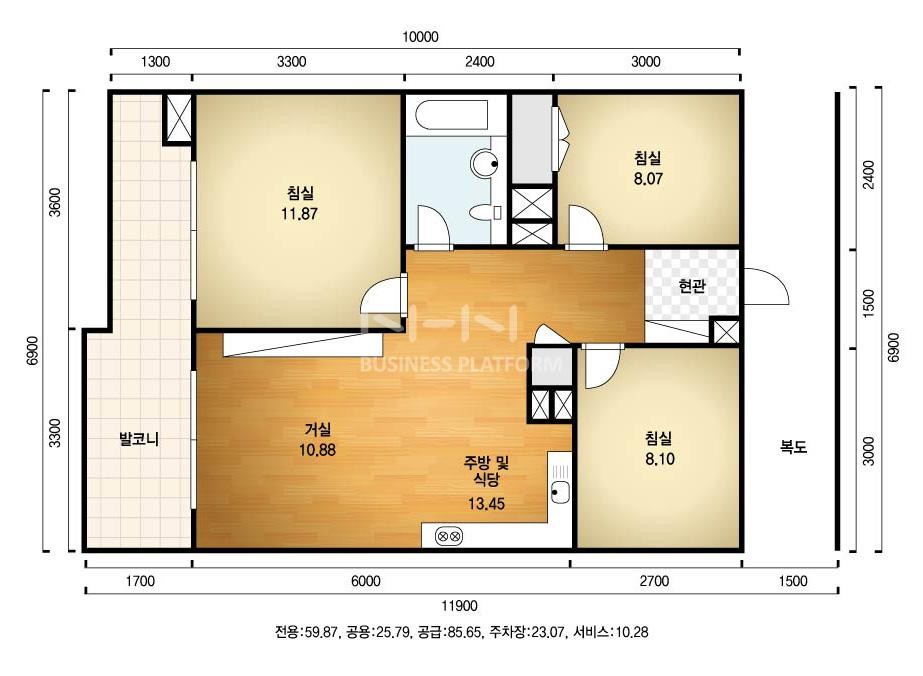 10000
1300 3300 2400 3000
침실
11.87
침실
8.07
3600
2400
현관
1500
6900
6900
N-HN
BUSINESS PLATFORM
3300
발코니
거실
10.88
주방 및
식당
13.45
침실
8.10
복도
3000
1700 6000 2700 1500
11900
전용:59.87, 공용:25.79, 공급:85.65, 주차장:23.07, 서비스:10.28